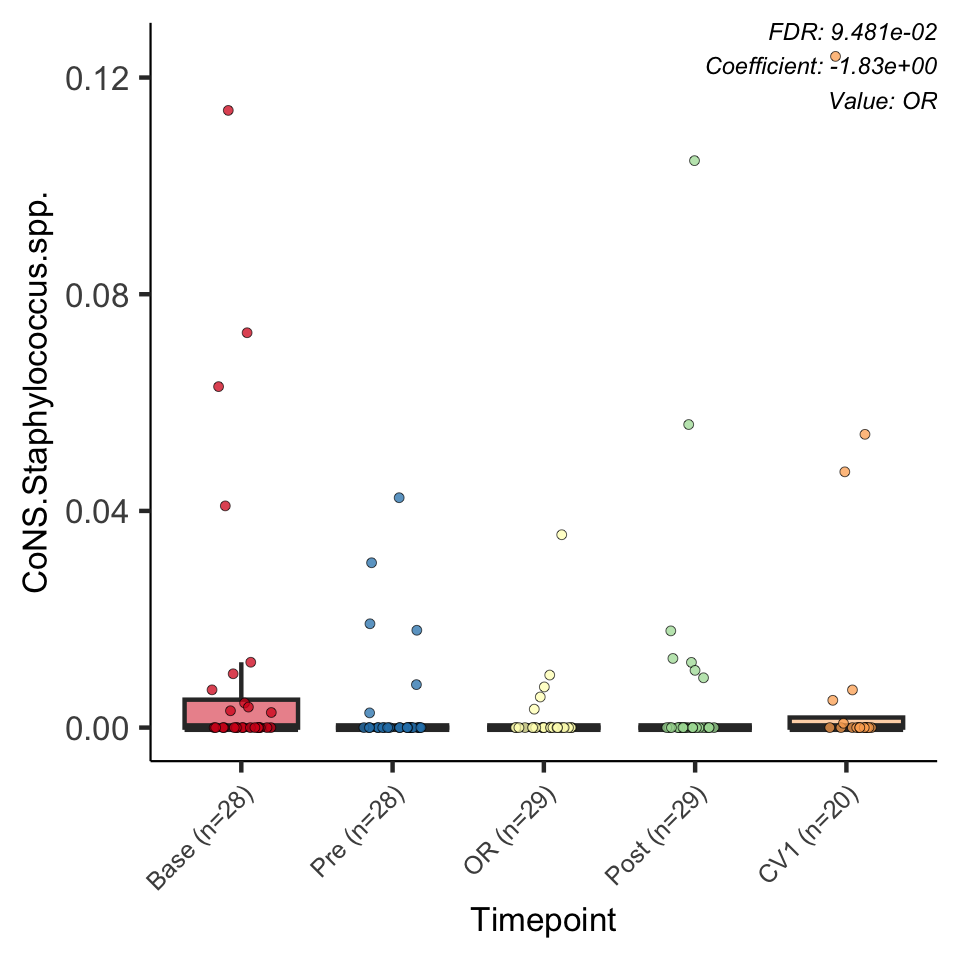 FDR: 9.481e-02
Coefficient: -1.83e+00
Value: OR
CoNS.Staphylococcus.spp.
0.12
0.08
0.04
0.00
Base (n=28)
Pre (n=28)
OR (n=29)
Post (n=29)
CV1 (n=20)
Timepoint